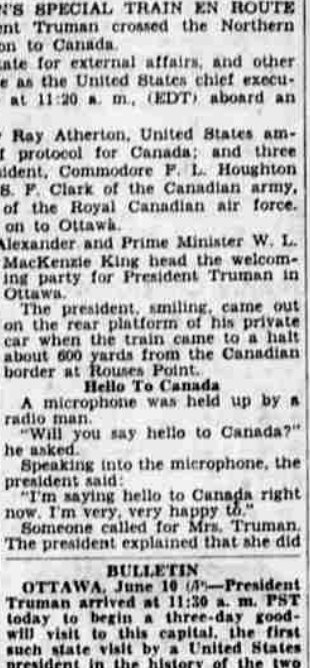 N'S SPECIAL TRAIN EN ROUTE
ent Truman crossed the Northern
on to Canada.
tate for external affairs, and other
e as the United States chief execu-
at 11:20 a. m., (EDT) aboard an
Ray Atherton, United States am-
f protocol for Canada; and three
ident, Commodore F. L. Houghton
S. F. Clark of the Canadian army,
of the Royal Canadian air force.
on to Ottawa.
Alexander and Prime Minister W. L.
MacKenzie King head the welcom-
ing party for President Truman in
Ottawa.
The president, smiling, came out
on the rear platform of his private
car when the train came to a halt
about 600 yards from the Canadian
border at Rouses Point.
Hello To Canada
A microphone was held up by a
radio man.
"Will you say hello to Canada?"
he asked.
Speaking into the microphone, the
president said:
"I'm saying hello to Canada right
now. I'm very, very happy to."
Someone called for Mrs. Truman.
The president explained that she did
BULLETIN
OTTAWA, June 10 (AP)—President
Truman arrived at 11:30 a. m. PST
today to begin a three-day good-
will visit to this capital, the first
such state visit by a United States
president in the history of the two